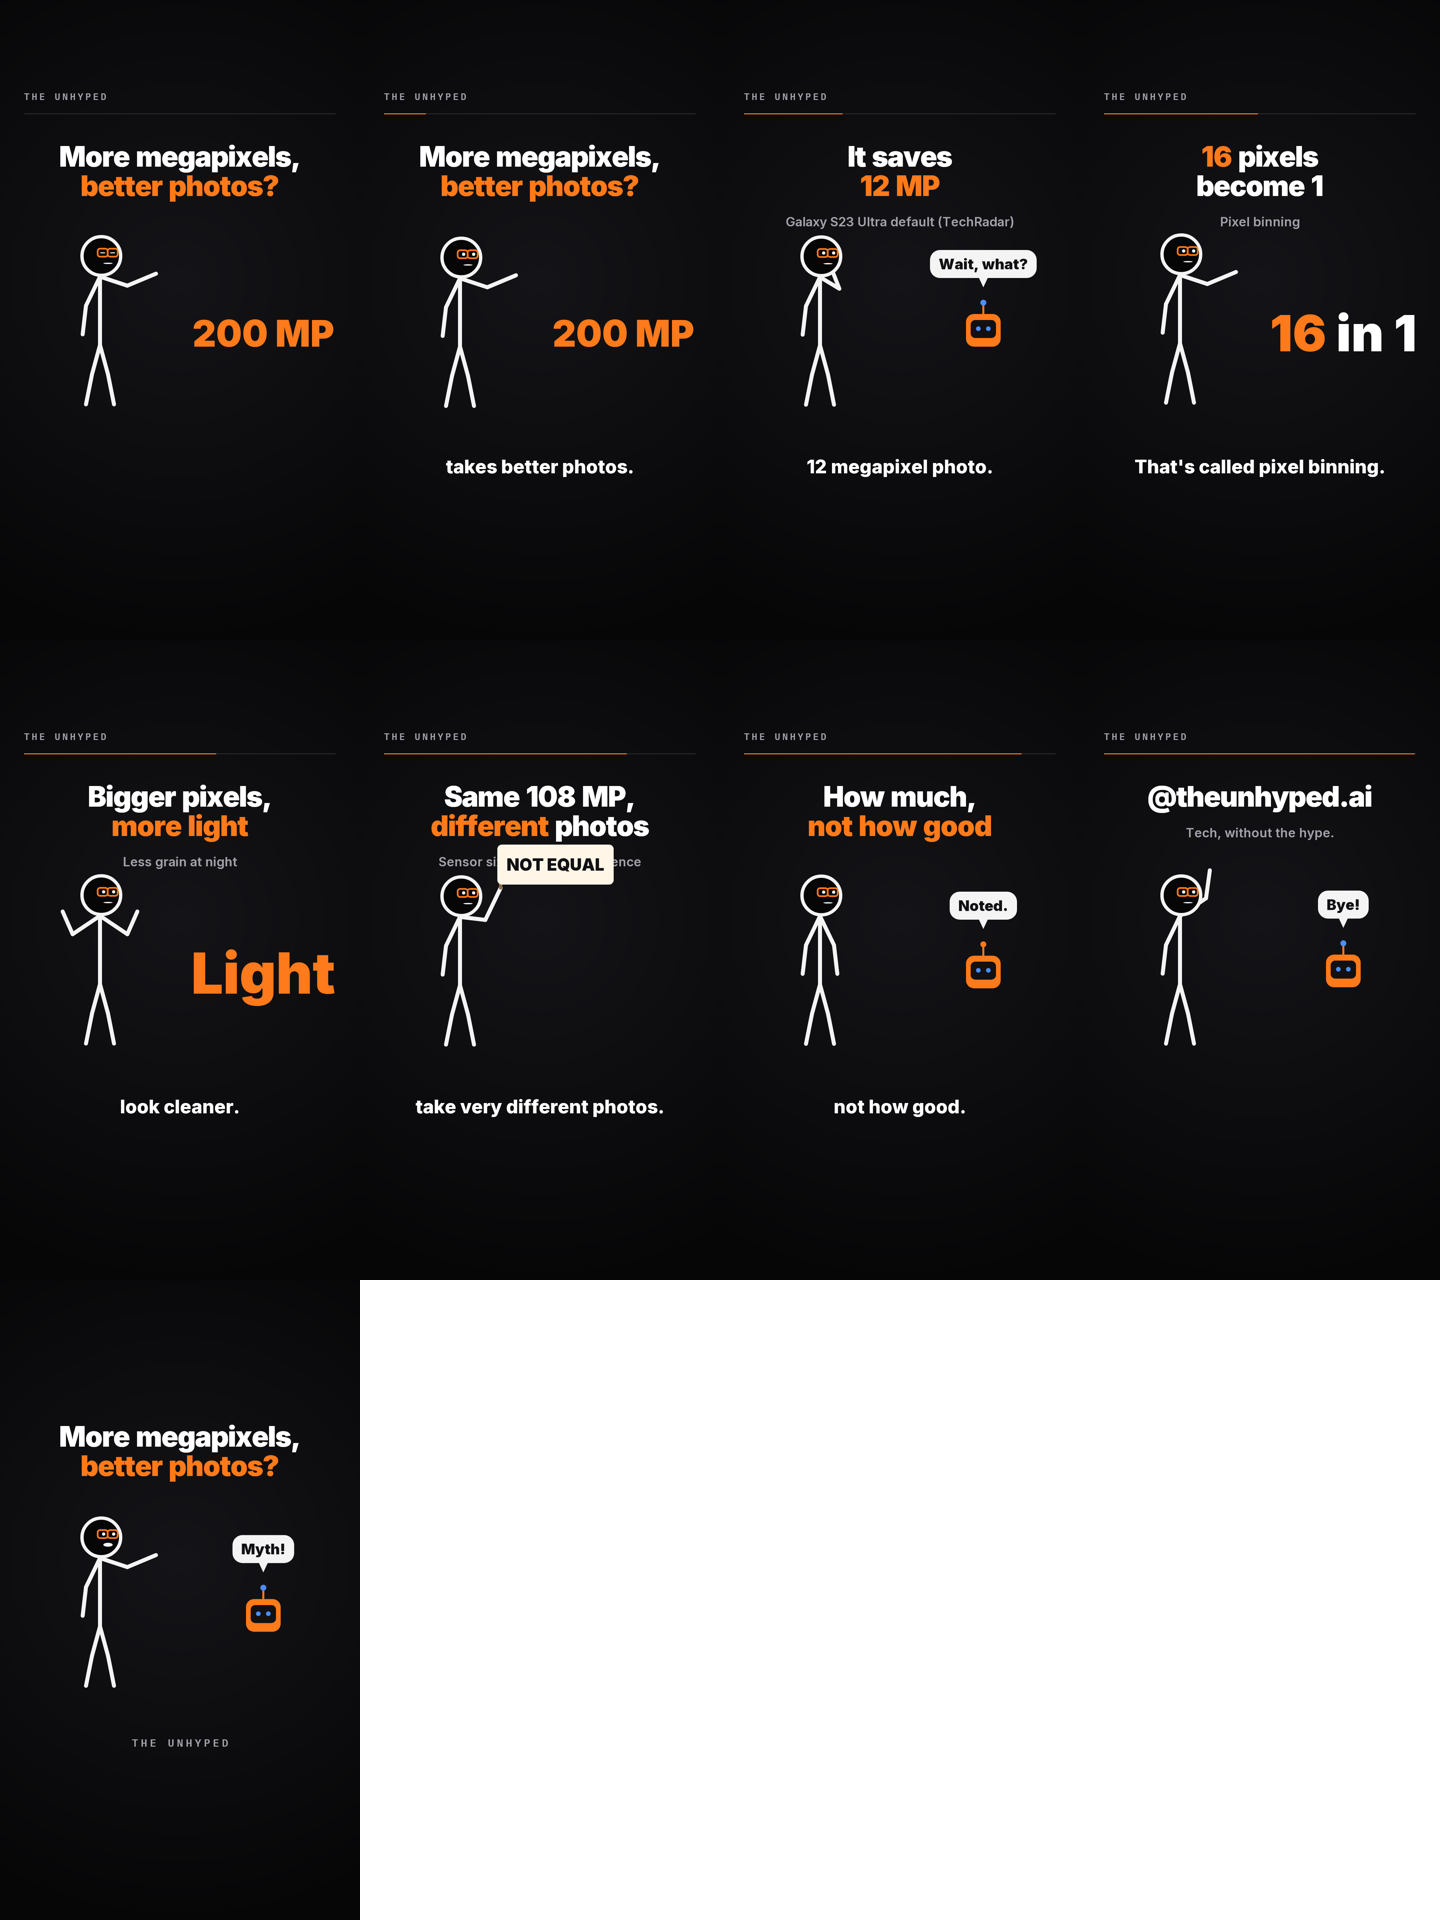 THE UNHYPED
More megapixels,
better photos?
200 MP
THE UNHYPED
More megapixels,
better photos?
200 MP
takes better photos.
THE UNHYPED
It saves
12 MP
Galaxy S23 Ultra default (TechRadar)
Wait, what?
12 megapixel photo.
THE UNHYPED
16 pixels
become 1
Pixel binning
16 in 1
That's called pixel binning.
THE UNHYPED
Bigger pixels,
more light
Less grain at night
Light
look cleaner.
THE UNHYPED
Same 108 MP,
different photos
Sensor
NOT EQUAL
take very different photos.
THE UNHYPED
How much,
not how good
Noted.
not how good.
THE UNHYPED
@theunhyped.ai
Tech, without the hype.
Bye!
More megapixels,
better photos?
Myth!
THE UNHYPED